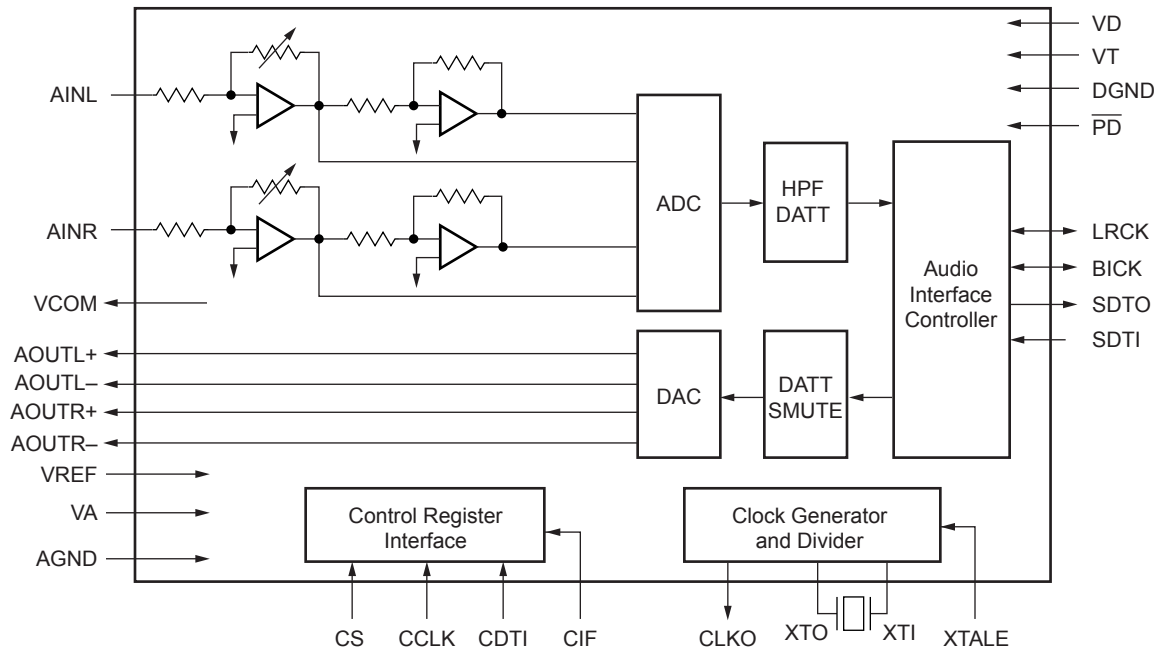 VD
VT
DGND
PD
AINL
AINR
VCOM
AOUTL+
AOUTL–
AOUTR+
AOUTR–
VREF
VA
AGND
ADC
HPF
DATT
Audio
Interface
Controller
LRCK
BICK
SDTO
SDTI
DAC
DATT
SMUTE
Control Register
Interface
Clock Generator
and Divider
CS
CCLK
CDTI
CIF
CLKO
XTO
XTI
XTALE